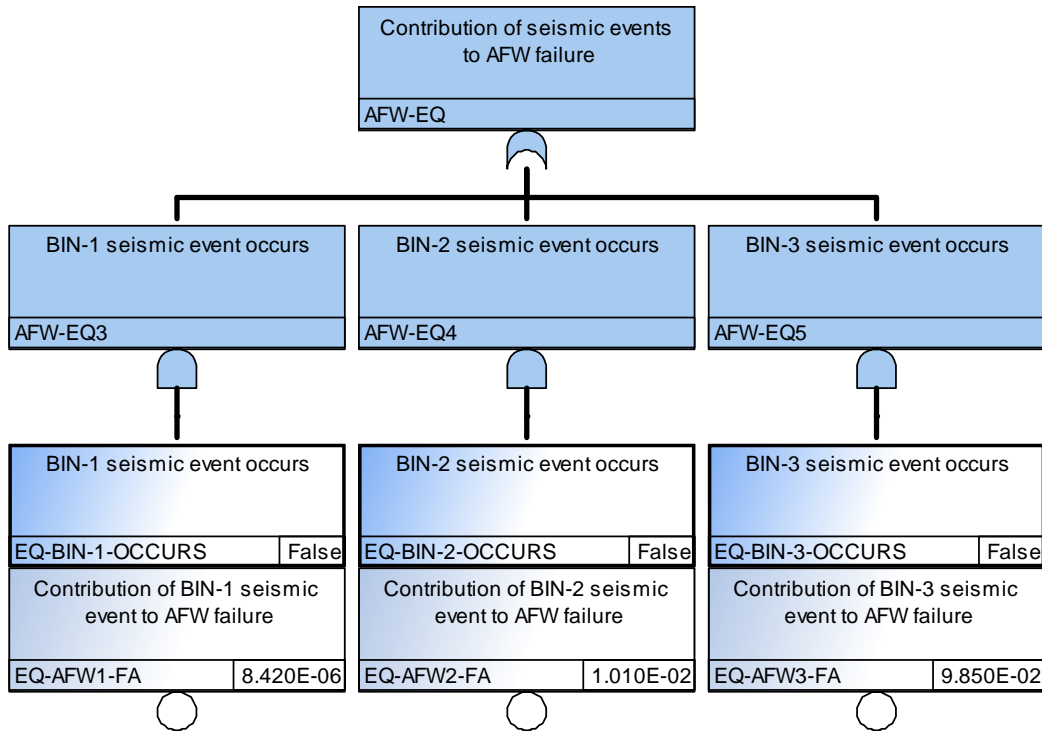 Contribution of seismic events
to AFW failure
AFW-EQ
BIN-1 seismic event occurs
AFW-EQ3
BIN-2 seismic event occurs
AFW-EQ4
BIN-3 seismic event occurs
AFW-EQ5
BIN-1 seismic event occurs
EQ-BIN-1-OCCURS False
Contribution of BIN-1 seismic
event to AFW failure
EQ-AFW1-FA 8.420E-06
BIN-2 seismic event occurs
EQ-BIN-2-OCCURS False
Contribution of BIN-2 seismic
event to AFW failure
EQ-AFW2-FA 1.010E-02
BIN-3 seismic event occurs
EQ-BIN-3-OCCURS False
Contribution of BIN-3 seismic
event to AFW failure
EQ-AFW3-FA 9.850E-02